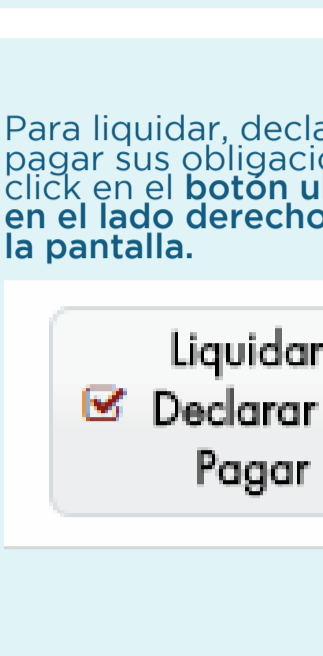 Para liquidar, decla
pagar sus obligacio
click en el botón u
en el lado derecho
la pantalla.
Liquidar
Declarar
Pagar